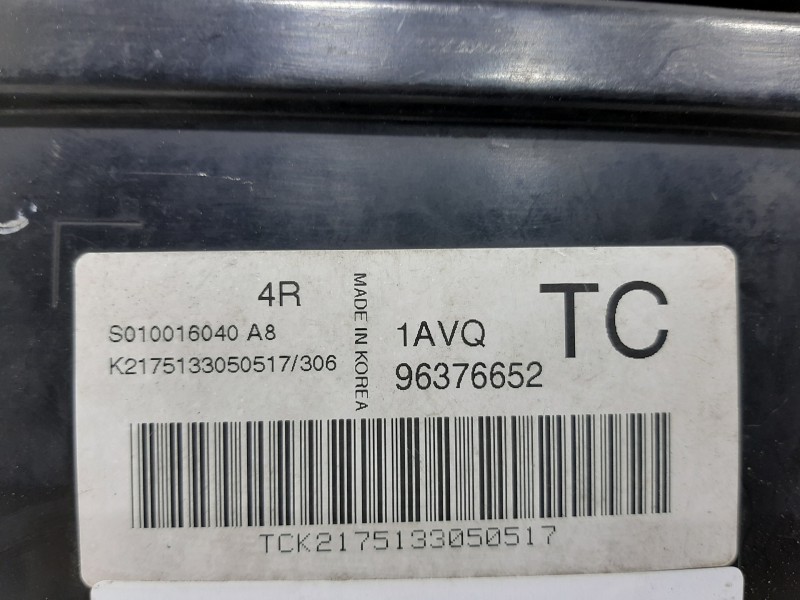 4R
S010016040 A8
K2175133050517/306
MADE IN KOREA
1AVQ
96376652
TC
TCK2175133050517